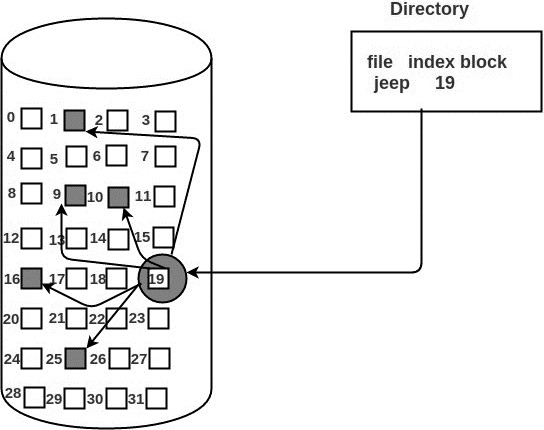 Directory
file index block
jeep 19
0 1 2 3
4 5 6 7
8 9 10 11
12 13 14 15
16 17 18 19
20 21 22 23
24 25 26 27
28 29 30 31